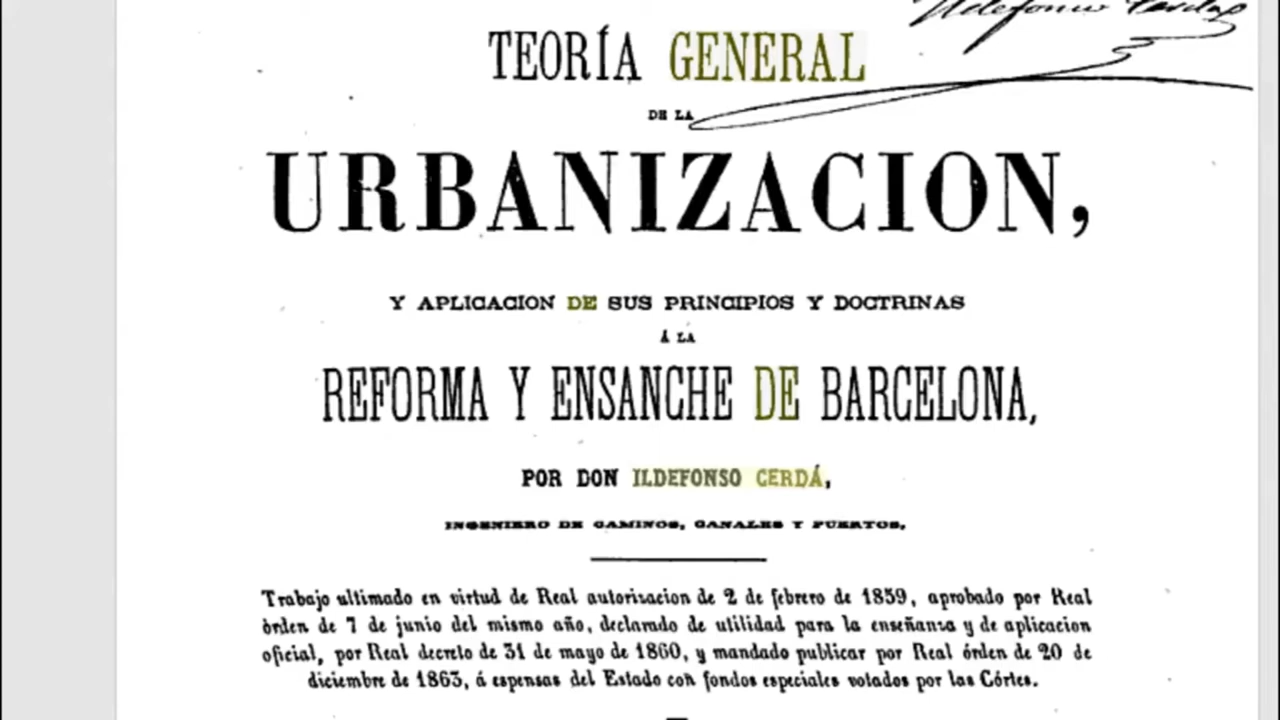 Ildefonso Cerdá
TEORÍA GENERAL
DE LA
URBANIZACION,
Y APLICACION DE SUS PRINCIPIOS Y DOCTRINAS
Á LA
REFORMA Y ENSANCHE DE BARCELONA,
POR DON ILDEFONSO CERDÁ,
INGENIERO DE CAMINOS, CANALES Y PUERTOS,
Trabajo ultimado en virtud de Real autorizacion de 2 de febrero de 1859, aprobado por Real
órden de 7 de junio del mismo año, declarado de utilidad para la enseñanza y de aplicacion
oficial, por Real decreto de 31 de mayo de 1860, y mandado publicar por Real órden de 20 de
diciembre de 1863, á espensas del Estado con fondos especiales votados por las Córtes.